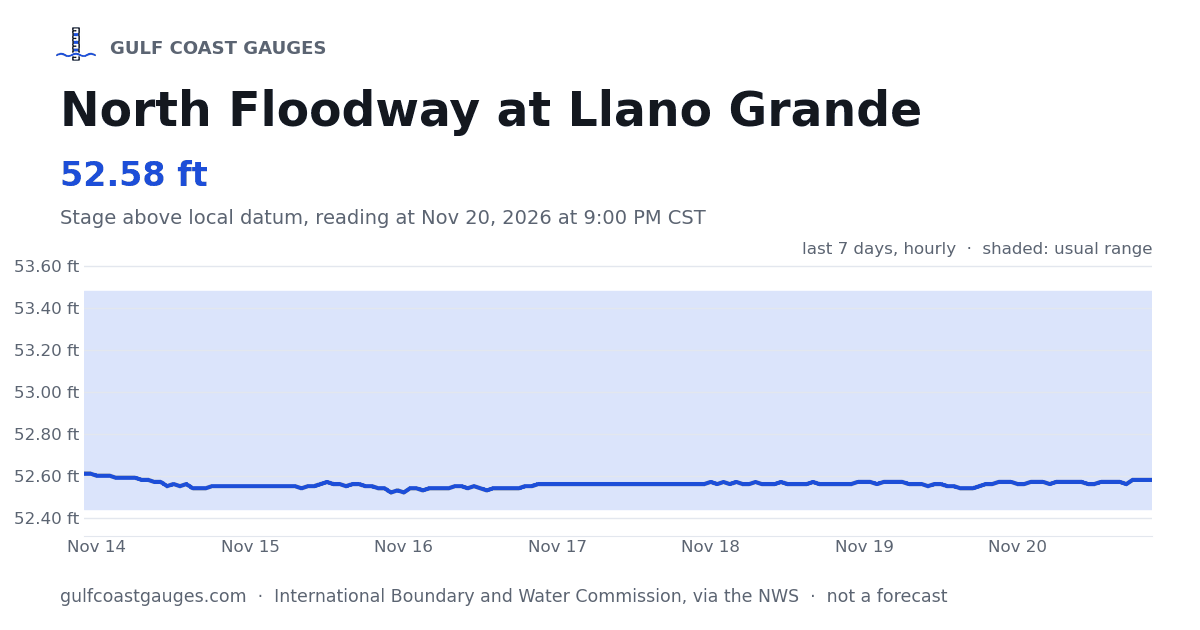 GULF COAST GAUGES
North Floodway at Llano Grande
52.58 ft
Stage above local datum, reading at Nov 20, 2026 at 9:00 PM CST
last 7 days, hourly · shaded: usual range
53.60 ft
53.40 ft
53.20 ft
53.00 ft
52.80 ft
52.60 ft
52.40 ft
Nov 14 Nov 15 Nov 16 Nov 17 Nov 18 Nov 19 Nov 20
gulfcoastgauges.com · International Boundary and Water Commission, via the NWS · not a forecast